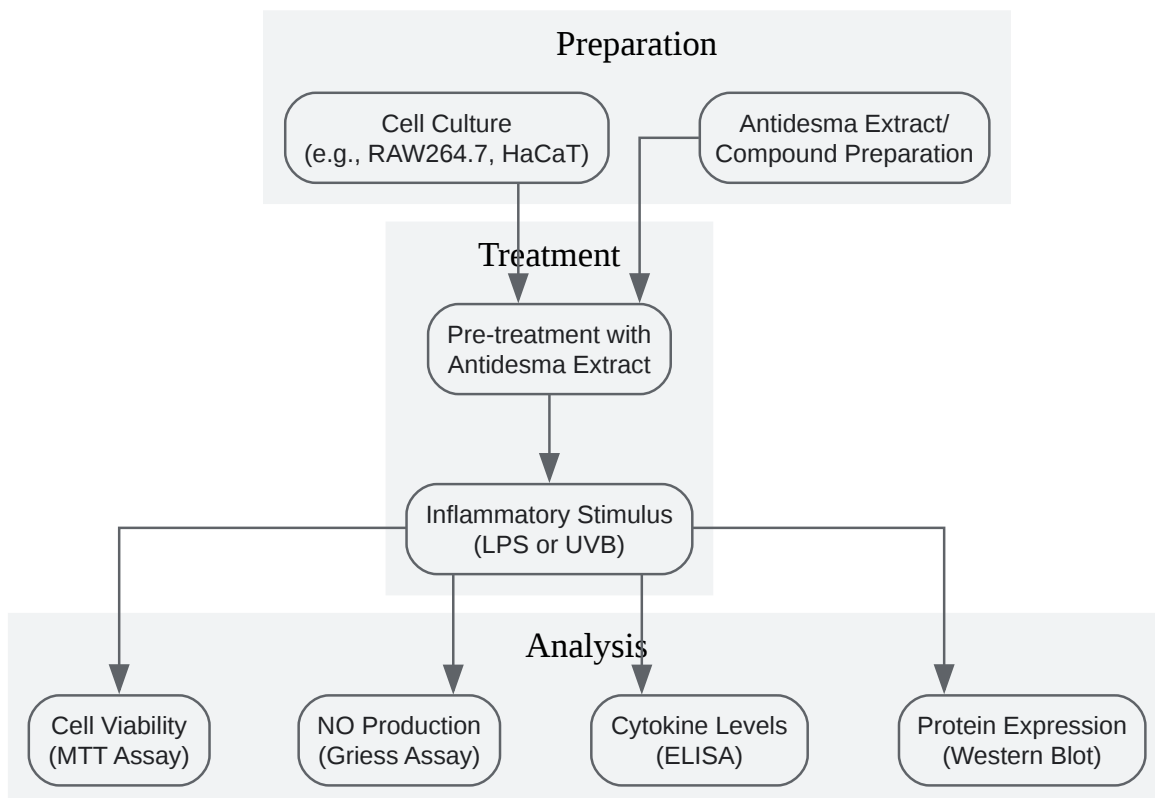 Preparation
Cell Culture
(e.g., RAW264.7, HaCaT)
Antidesma Extract/
Compound Preparation
Treatment
Pre-treatment with
Antidesma Extract
Inflammatory Stimulus
(LPS or UVB)
Analysis
Cell Viability
(MTT Assay)
NO Production
(Griess Assay)
Cytokine Levels
(ELISA)
Protein Expression
(Western Blot)